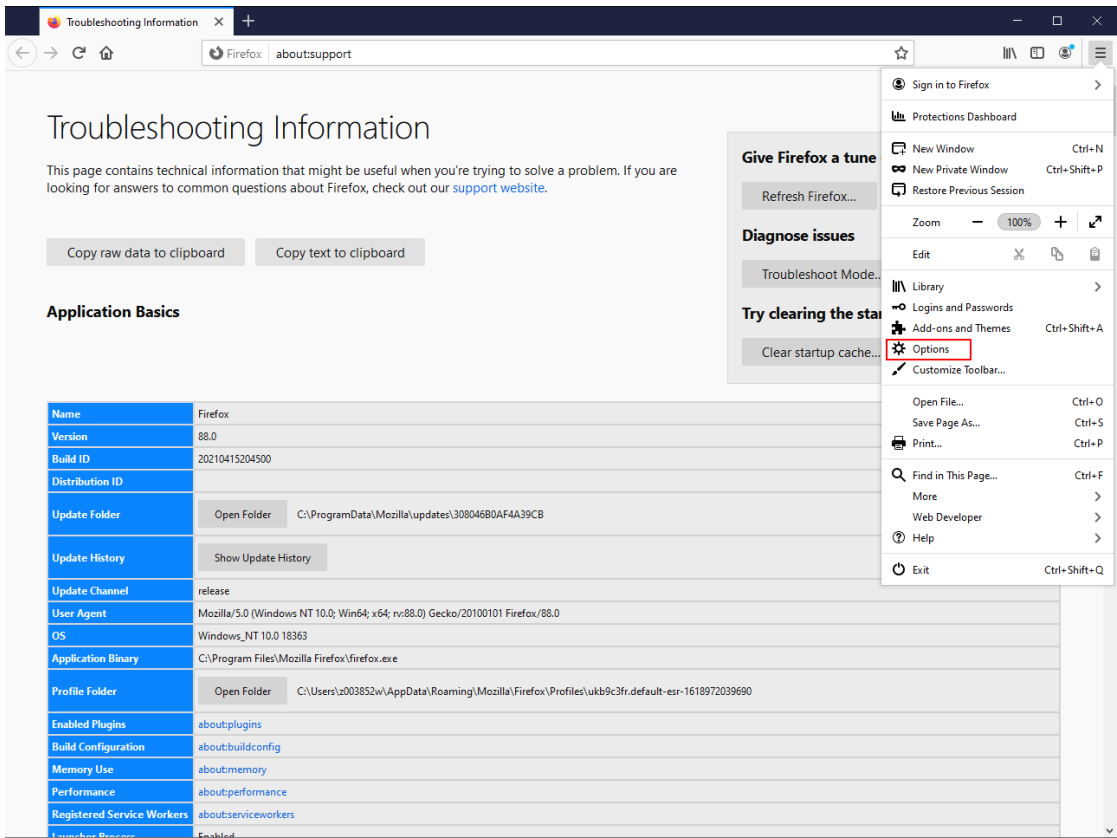 Troubleshooting Information
Firefox about:support
Troubleshooting Information
This page contains technical information that might be useful when you're trying to solve a problem. If you are
looking for answers to common questions about Firefox, check out our support website.
Copy raw data to clipboard Copy text to clipboard
Give Firefox a tune
Refresh Firefox...
Diagnose issues
Troubleshoot Mode..
Try clearing the star
Clear startup cache...
Application Basics
Name Firefox
Version 88.0
Build ID 20210415204500
Distribution ID
Update Folder Open Folder C:\ProgramData\Mozilla\updates\308046B0AF4A39CB
Update History Show Update History
Update Channel release
User Agent Mozilla/5.0 (Windows NT 10.0; Win64; x64; rv:88.0) Gecko/20100101 Firefox/88.0
OS Windows_NT 10.0 18363
Application Binary C:\Program Files\Mozilla Firefox\firefox.exe
Profile Folder Open Folder C:\Users\z003852w\AppData\Roaming\Mozilla\Firefox\Profiles\ukb9c3fr.default-esr-1618972039690
Enabled Plugins about:plugins
Build Configuration about:buildconfig
Memory Use about:memory
Performance about:performance
Registered Service Workers about:serviceworkers
Launcher Process Enabled
Sign in to Firefox
Protections Dashboard
New Window Ctrl+N
New Private Window Ctrl+Shift+P
Restore Previous Session
Zoom 100%
Edit
Library
Logins and Passwords
Add-ons and Themes Ctrl+Shift+A
Options
Customize Toolbar...
Open File... Ctrl+O
Save Page As... Ctrl+S
Print... Ctrl+P
Find in This Page... Ctrl+F
More
Web Developer
Help
Exit Ctrl+Shift+Q